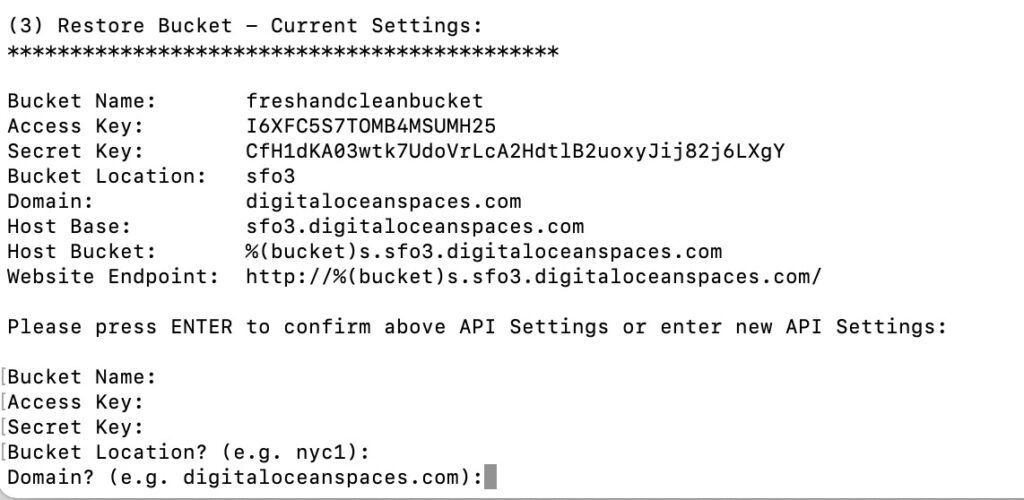 (3) Restore Bucket – Current Settings:
********************************************
Bucket Name: freshandcleanbucket
Access Key: I6XFC5S7TOMB4MSUMH25
Secret Key: CfH1dKA03wtk7UdoVrLcA2HdtlB2uoxyJij82j6LXgY
Bucket Location: sfo3
Domain: digitaloceanspaces.com
Host Base: sfo3.digitaloceanspaces.com
Host Bucket: %(bucket)s.sfo3.digitaloceanspaces.com
Website Endpoint: http://%(bucket)s.sfo3.digitaloceanspaces.com/
Please press ENTER to confirm above API Settings or enter new API Settings:
[Bucket Name:
[Access Key:
[Secret Key:
[Bucket Location? (e.g. nyc1):
Domain? (e.g. digitaloceanspaces.com):